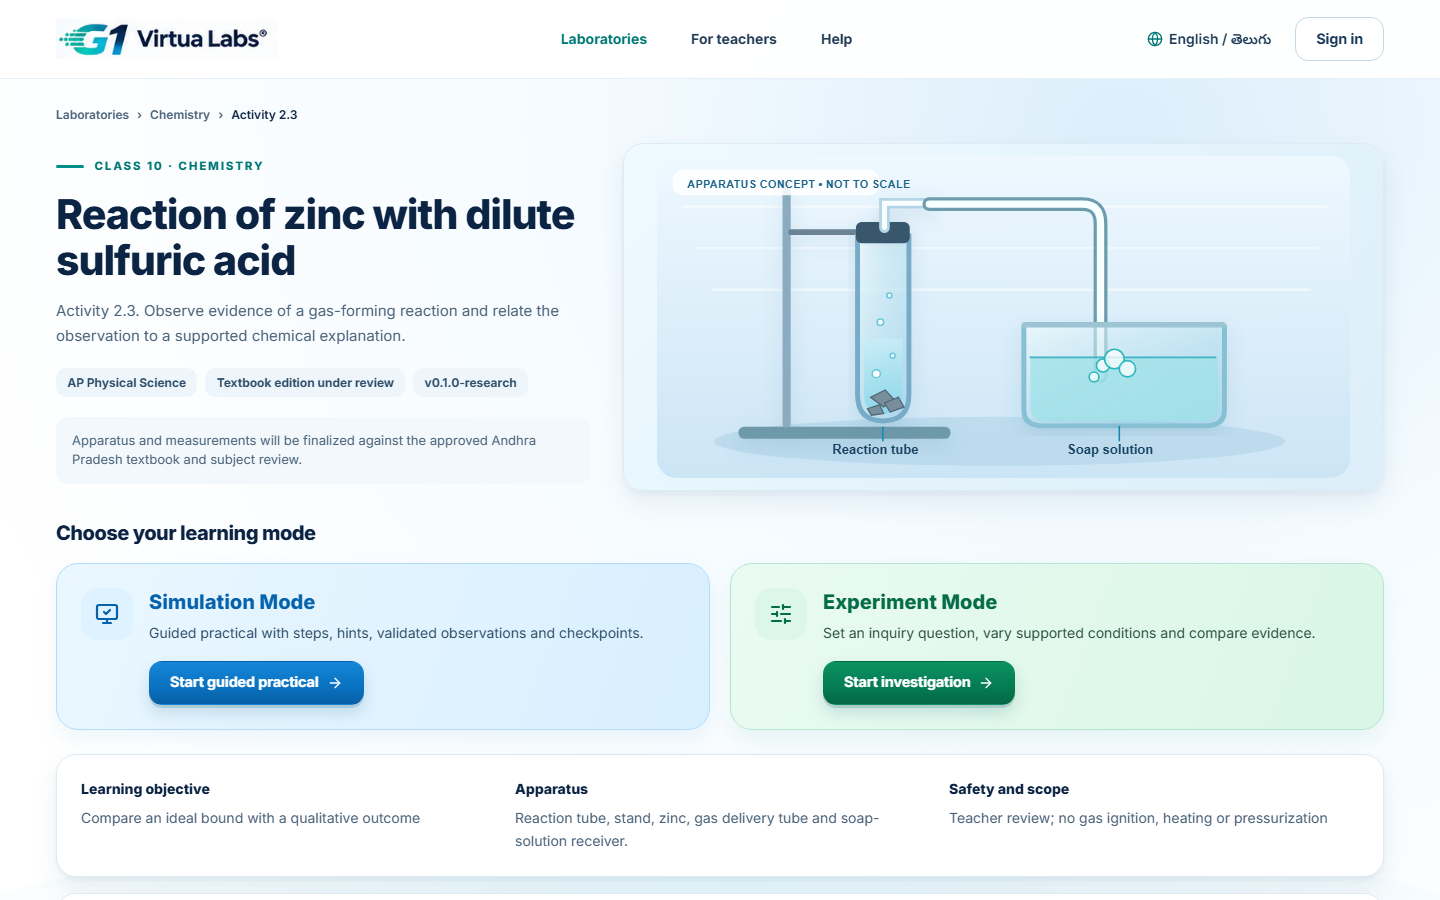 G1 Virtua Labs®
Laboratories
For teachers
Help
English / తెలుగు
Sign in
Laboratories › Chemistry › Activity 2.3
CLASS 10 · CHEMISTRY
Reaction of zinc with dilute
sulfuric acid
Activity 2.3. Observe evidence of a gas-forming reaction and relate the
observation to a supported chemical explanation.
AP Physical Science
Textbook edition under review
v0.1.0-research
Apparatus and measurements will be finalized against the approved Andhra
Pradesh textbook and subject review.
APPARATUS CONCEPT • NOT TO SCALE
Reaction tube
Soap solution
Choose your learning mode
Simulation Mode
Guided practical with steps, hints, validated observations and checkpoints.
Start guided practical →
Experiment Mode
Set an inquiry question, vary supported conditions and compare evidence.
Start investigation →
Learning objective
Compare an ideal bound with a qualitative outcome
Apparatus
Reaction tube, stand, zinc, gas delivery tube and soap-
solution receiver.
Safety and scope
Teacher review; no gas ignition, heating or pressurization